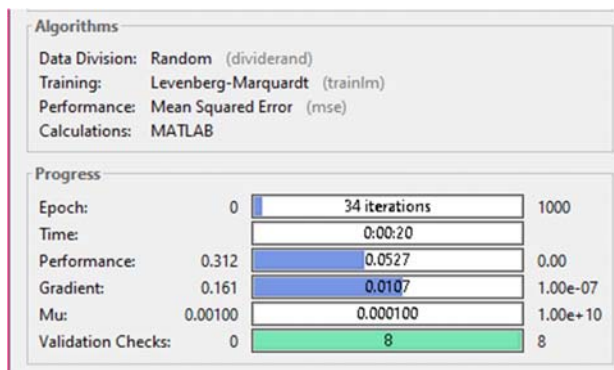 Algorithms
Data Division: Random (dividerand)
Training: Levenberg-Marquardt (trainlm)
Performance: Mean Squared Error (mse)
Calculations: MATLAB
Progress
Epoch: 0 34 iterations 1000
Time: 0:00:20
Performance: 0.312 0.0527 0.00
Gradient: 0.161 0.0107 1.00e-07
Mu: 0.00100 0.000100 1.00e+10
Validation Checks: 0 8 8